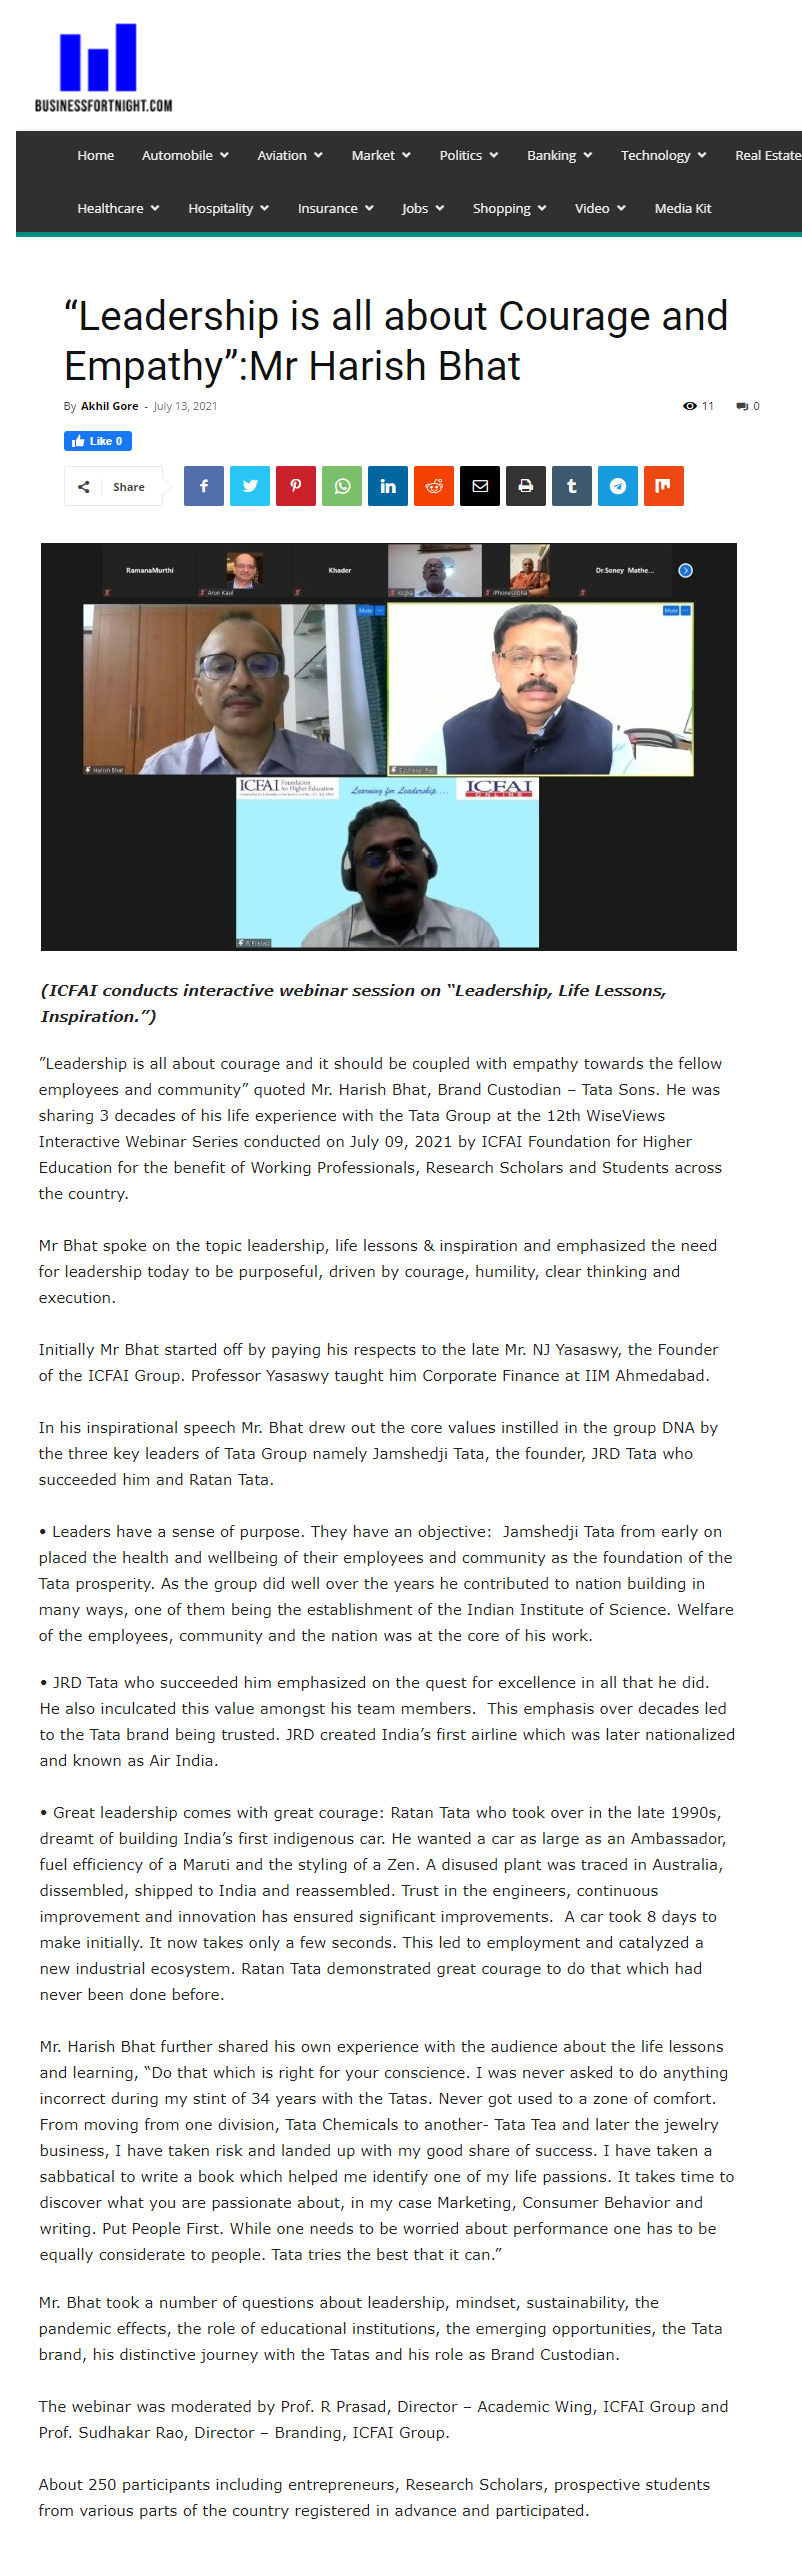 BUSINESSFORTNIGHT.COM
Home Automobile Aviation Market Politics Banking Technology Real Estate
Healthcare Hospitality Insurance Jobs Shopping Video Media Kit
“Leadership is all about Courage and
Empathy”:Mr Harish Bhat
By Akhil Gore - July 13, 2021 11 0
Like 0
Share
RamanaMurthi Khader Dr.Soney Mathe...
Arun Kaul
Mute Mute
Harish Bhat
ICFAI Foundation for Higher Education Learning for Leadership.... ICFAI
ONLINE
R Prasad
(ICFAI conducts interactive webinar session on “Leadership, Life Lessons,
Inspiration.”)
”Leadership is all about courage and it should be coupled with empathy towards the fellow
employees and community” quoted Mr. Harish Bhat, Brand Custodian – Tata Sons. He was
sharing 3 decades of his life experience with the Tata Group at the 12th WiseViews
Interactive Webinar Series conducted on July 09, 2021 by ICFAI Foundation for Higher
Education for the benefit of Working Professionals, Research Scholars and Students across
the country.
Mr Bhat spoke on the topic leadership, life lessons & inspiration and emphasized the need
for leadership today to be purposeful, driven by courage, humility, clear thinking and
execution.
Initially Mr Bhat started off by paying his respects to the late Mr. NJ Yasaswy, the Founder
of the ICFAI Group. Professor Yasaswy taught him Corporate Finance at IIM Ahmedabad.
In his inspirational speech Mr. Bhat drew out the core values instilled in the group DNA by
the three key leaders of Tata Group namely Jamshedji Tata, the founder, JRD Tata who
succeeded him and Ratan Tata.
• Leaders have a sense of purpose. They have an objective: Jamshedji Tata from early on
placed the health and wellbeing of their employees and community as the foundation of the
Tata prosperity. As the group did well over the years he contributed to nation building in
many ways, one of them being the establishment of the Indian Institute of Science. Welfare
of the employees, community and the nation was at the core of his work.
• JRD Tata who succeeded him emphasized on the quest for excellence in all that he did.
He also inculcated this value amongst his team members. This emphasis over decades led
to the Tata brand being trusted. JRD created India’s first airline which was later nationalized
and known as Air India.
• Great leadership comes with great courage: Ratan Tata who took over in the late 1990s,
dreamt of building India’s first indigenous car. He wanted a car as large as an Ambassador,
fuel efficiency of a Maruti and the styling of a Zen. A disused plant was traced in Australia,
dissembled, shipped to India and reassembled. Trust in the engineers, continuous
improvement and innovation has ensured significant improvements. A car took 8 days to
make initially. It now takes only a few seconds. This led to employment and catalyzed a
new industrial ecosystem. Ratan Tata demonstrated great courage to do that which had
never been done before.
Mr. Harish Bhat further shared his own experience with the audience about the life lessons
and learning, “Do that which is right for your conscience. I was never asked to do anything
incorrect during my stint of 34 years with the Tatas. Never got used to a zone of comfort.
From moving from one division, Tata Chemicals to another- Tata Tea and later the jewelry
business, I have taken risk and landed up with my good share of success. I have taken a
sabbatical to write a book which helped me identify one of my life passions. It takes time to
discover what you are passionate about, in my case Marketing, Consumer Behavior and
writing. Put People First. While one needs to be worried about performance one has to be
equally considerate to people. Tata tries the best that it can.”
Mr. Bhat took a number of questions about leadership, mindset, sustainability, the
pandemic effects, the role of educational institutions, the emerging opportunities, the Tata
brand, his distinctive journey with the Tatas and his role as Brand Custodian.
The webinar was moderated by Prof. R Prasad, Director – Academic Wing, ICFAI Group and
Prof. Sudhakar Rao, Director – Branding, ICFAI Group.
About 250 participants including entrepreneurs, Research Scholars, prospective students
from various parts of the country registered in advance and participated.